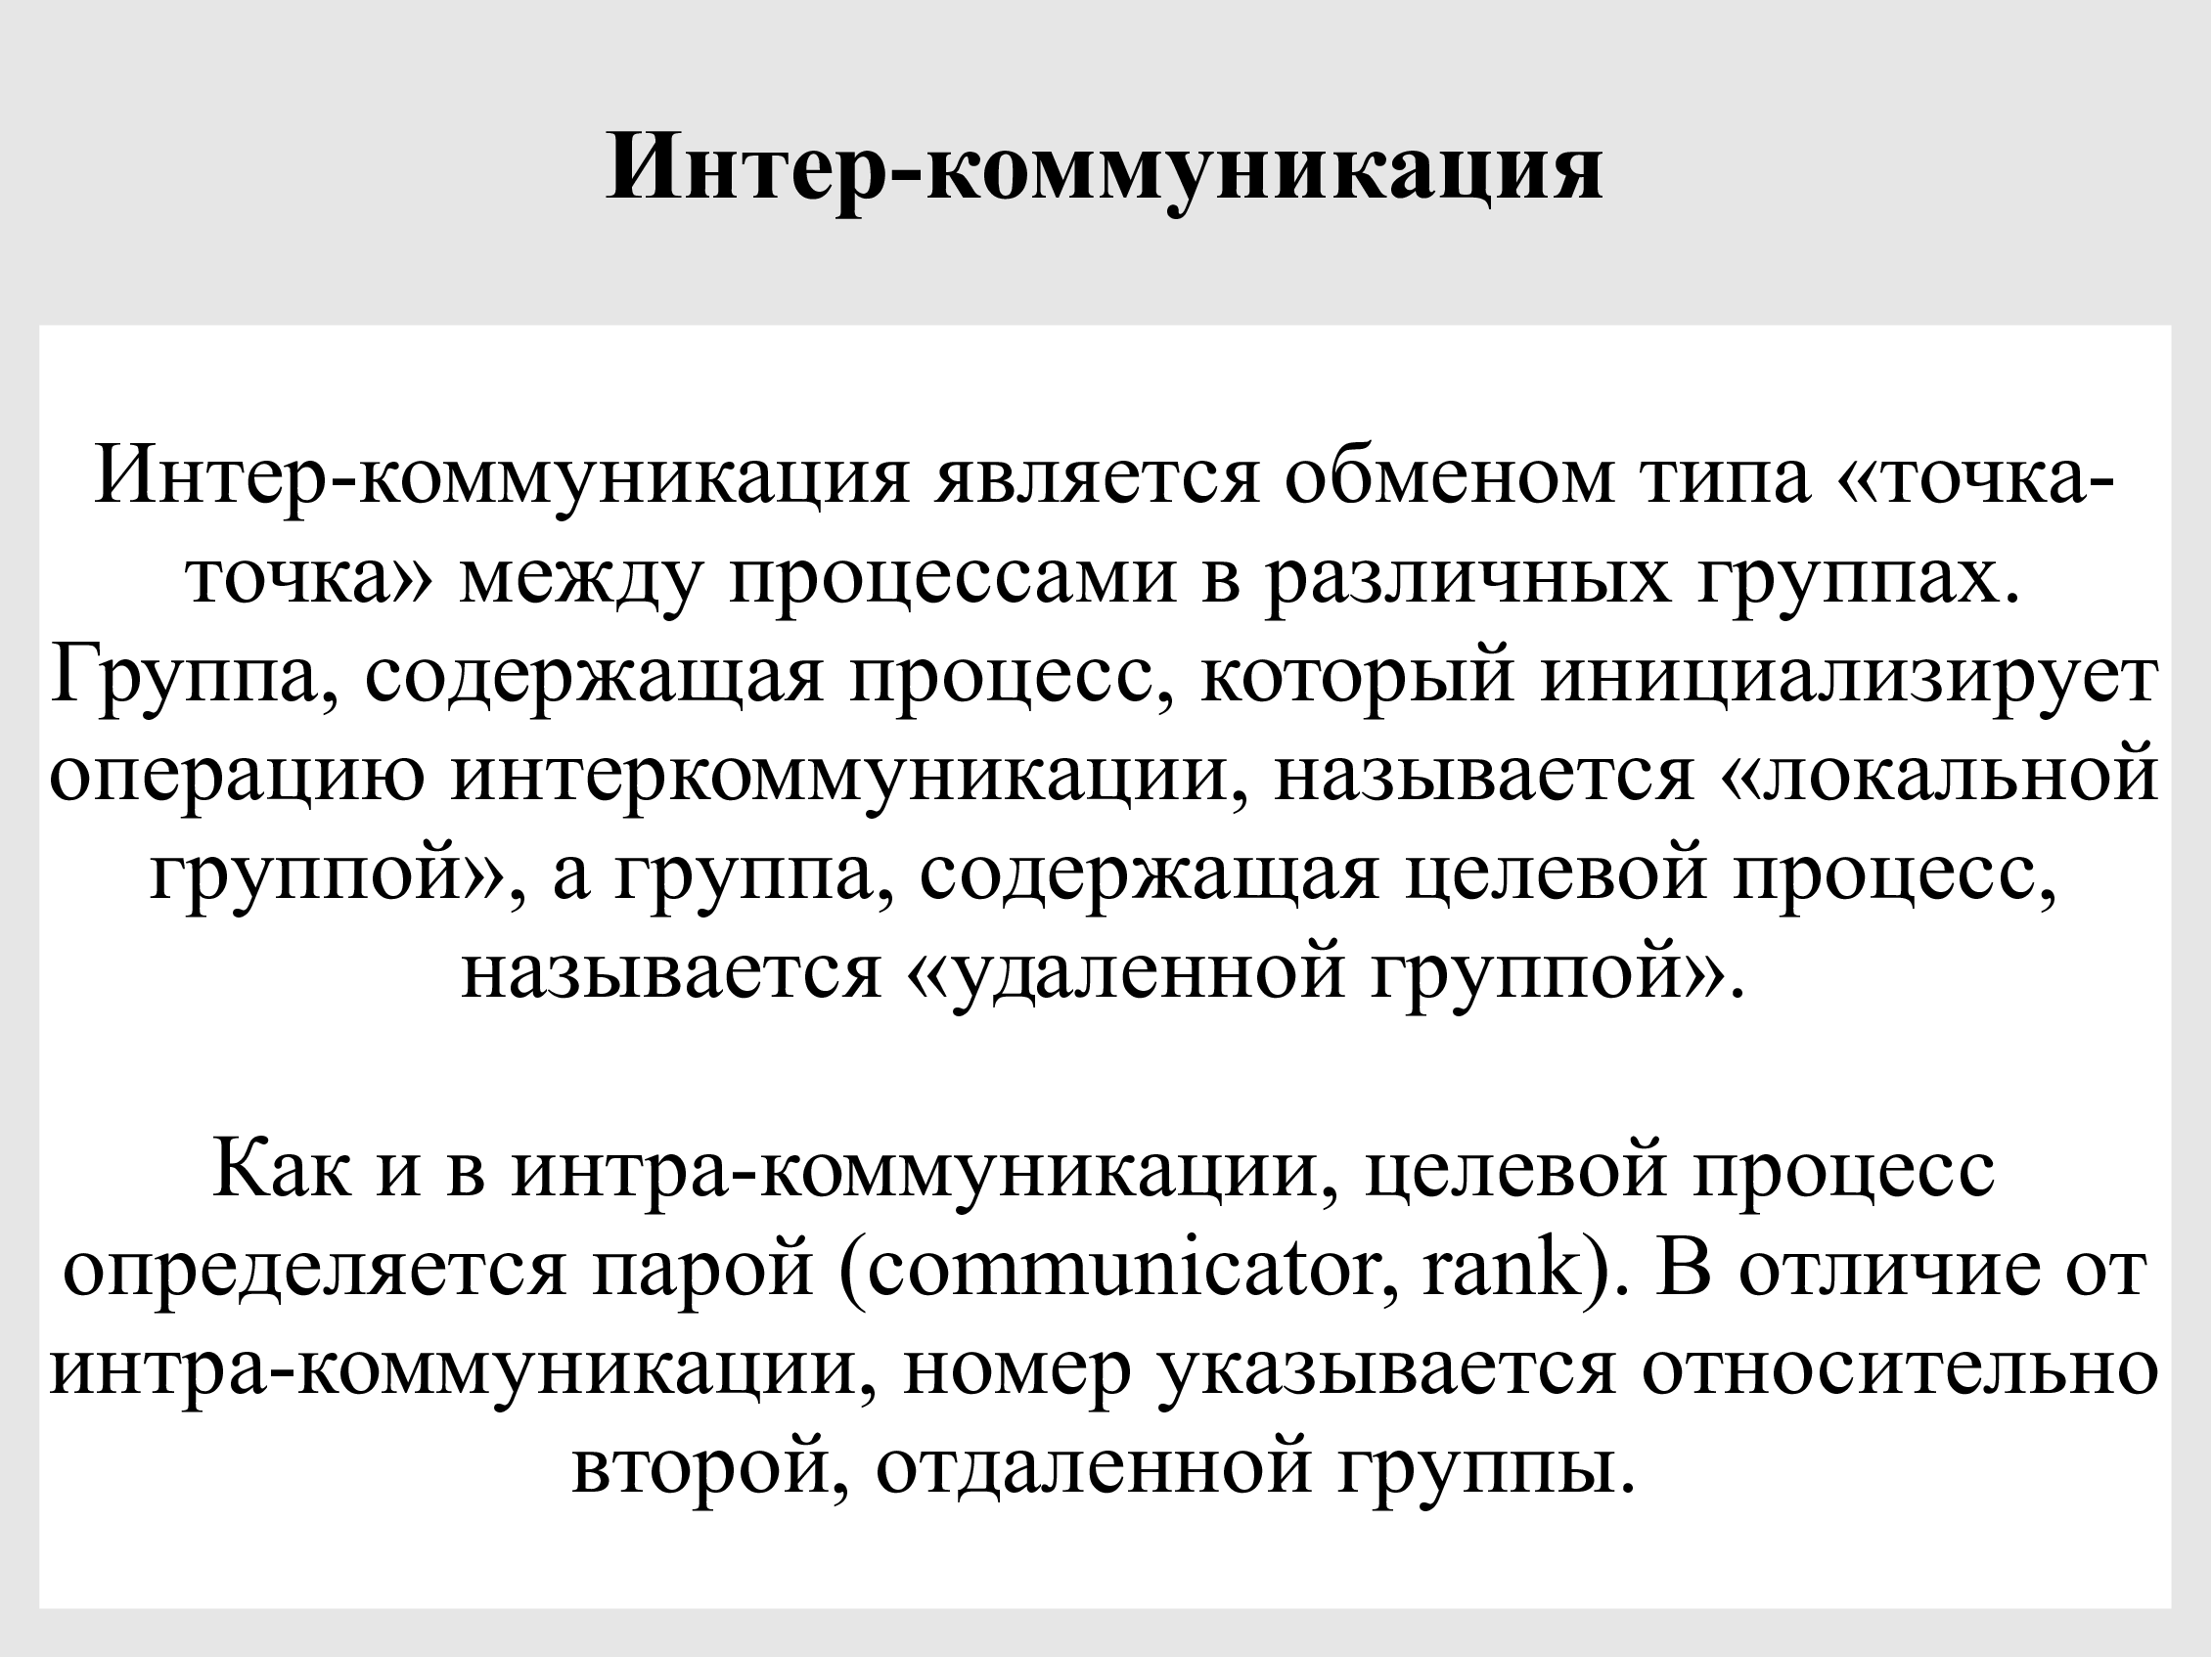 Интер-коммуникация
Интер-коммуникация является обменом типа «точка-
точка» между процессами в различных группах.
Группа, содержащая процесс, который инициализирует
операцию интеркоммуникации, называется «локальной
группой», а группа, содержащая целевой процесс,
называется «удаленной группой».
Как и в интра-коммуникации, целевой процесс
определяется парой (communicator, rank). В отличие от
интра-коммуникации, номер указывается относительно
второй, отдаленной группы.